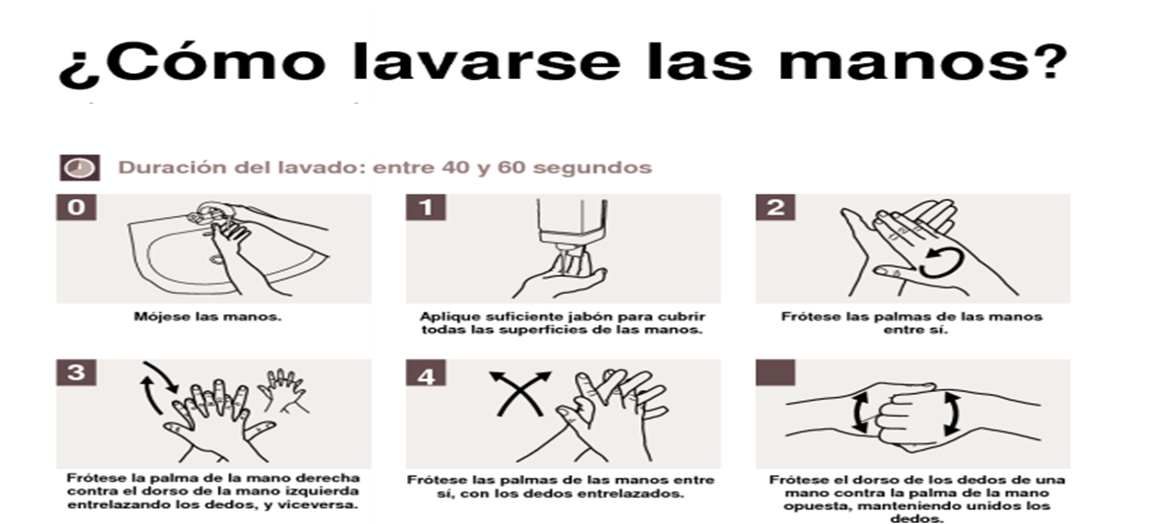 ¿Cómo lavarse las manos?
Duración del lavado: entre 40 y 60 segundos
0
Mójese las manos.
1
Aplique suficiente jabón para cubrir
todas las superficies de las manos.
2
Frótese las palmas de las manos
entre sí.
3
Frótese la palma de la mano derecha
contra el dorso de la mano izquierda
entrelazando los dedos, y viceversa.
4
Frótese las palmas de las manos entre
sí, con los dedos entrelazados.
Frótese el dorso de los dedos de una
mano contra la palma de la mano
opuesta, manteniendo unidos los
dedos.